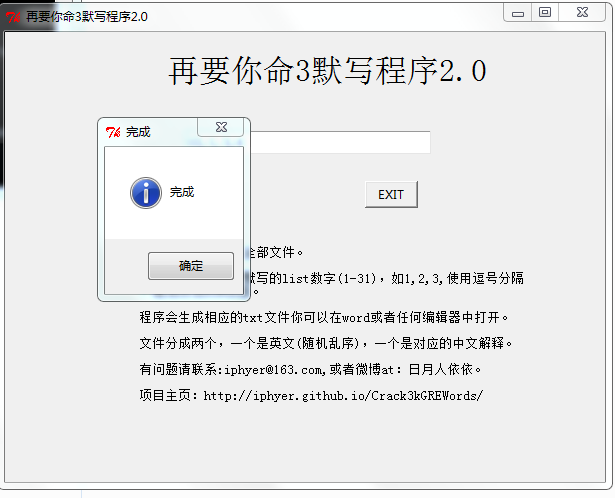 再要你命3默写程序2.0
再要你命3默写程序2.0
完成
完成
确定
EXIT
全部文件。
默写的list数字(1-31), 如1,2,3,使用逗号分隔
。
程序会生成相应的txt文件你可以在word或者任何编辑器中打开。
文件分成两个，一个是英文(随机乱序)，一个是对应的中文解释。
有问题请联系:iphyer@163.com,或者微博at: 日月人依依。
项目主页: http://iphyer.github.io/Crack3kGREWords/